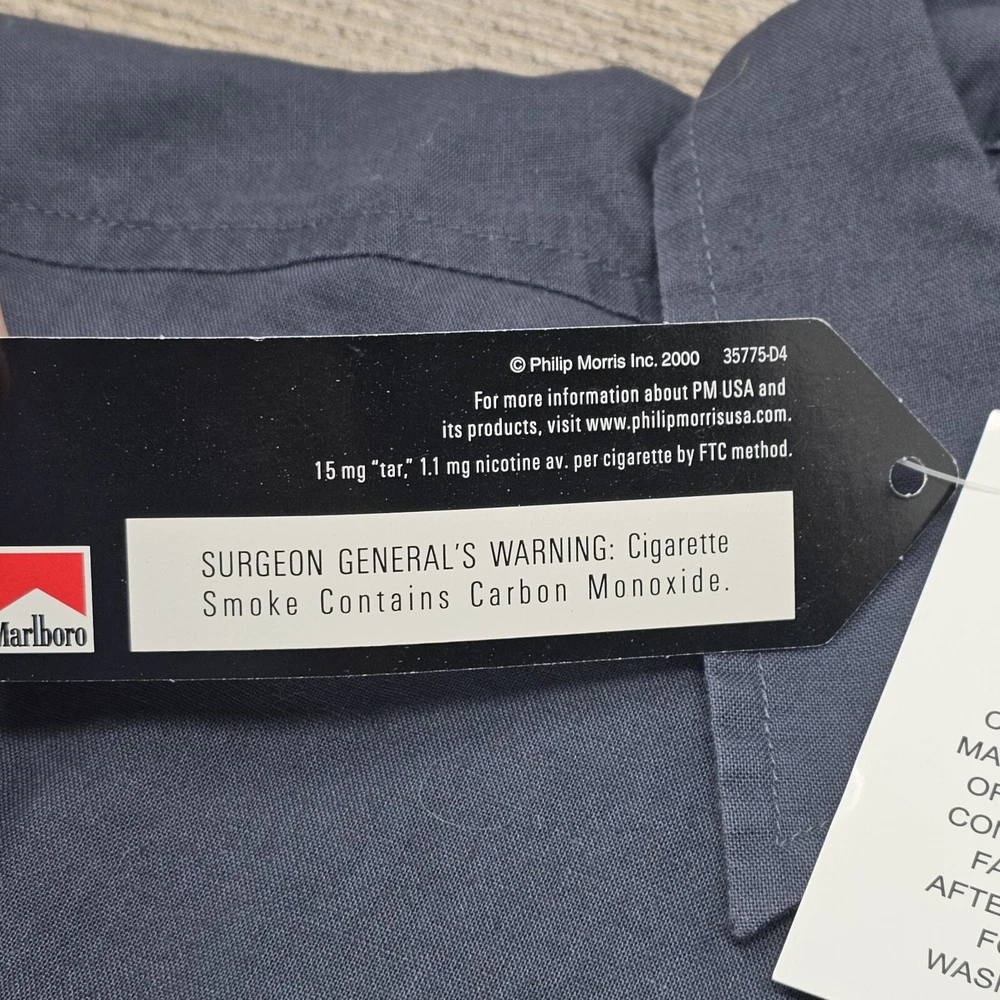 © Philip Morris Inc. 2000 35775-D4
For more information about PM USA and
its products, visit www.philipmorrisusa.com.
15 mg “tar,” 1.1 mg nicotine av. per cigarette by FTC method.
SURGEON GENERAL'S WARNING: Cigarette
Smoke Contains Carbon Monoxide.
Marlboro